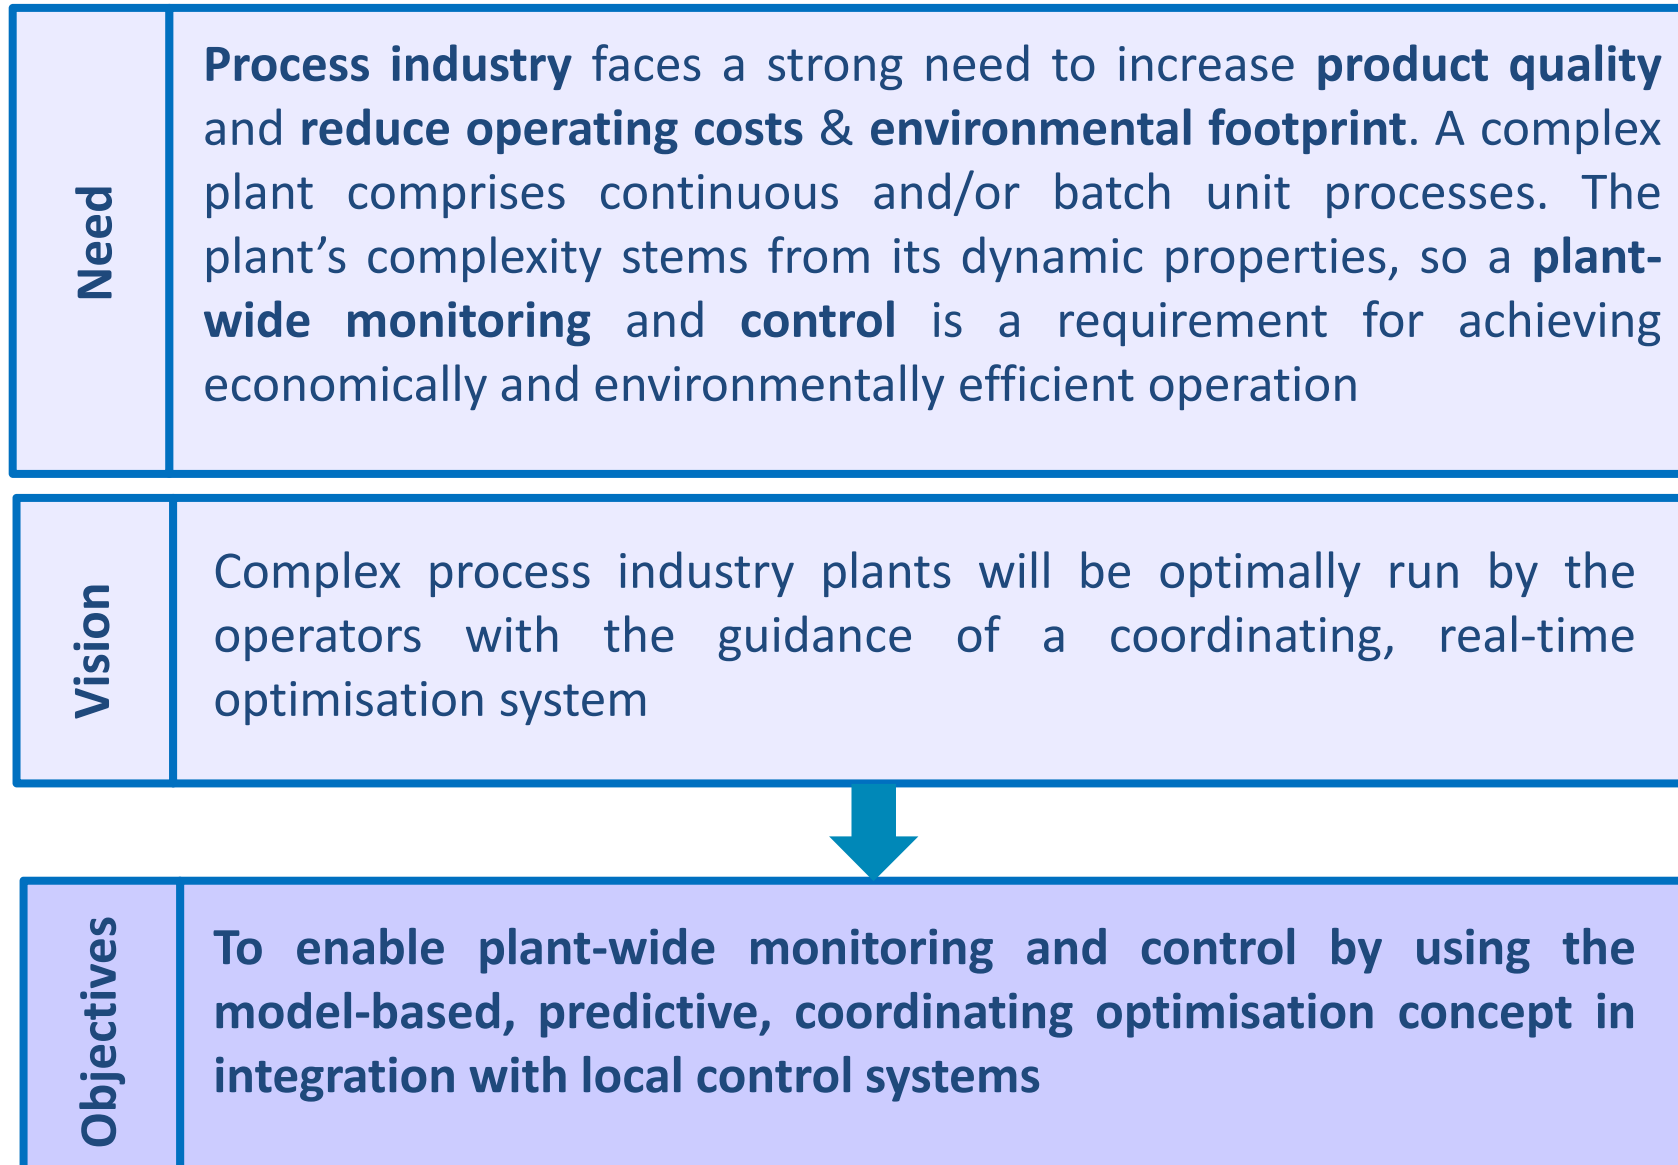 Need
Process industry faces a strong need to increase product quality
and reduce operating costs & environmental footprint. A complex
plant comprises continuous and/or batch unit processes. The
plant’s complexity stems from its dynamic properties, so a plant-
wide monitoring and control is a requirement for achieving
economically and environmentally efficient operation
Vision
Complex process industry plants will be optimally run by the
operators with the guidance of a coordinating, real-time
optimisation system
Objectives
To enable plant-wide monitoring and control by using the
model-based, predictive, coordinating optimisation concept in
integration with local control systems